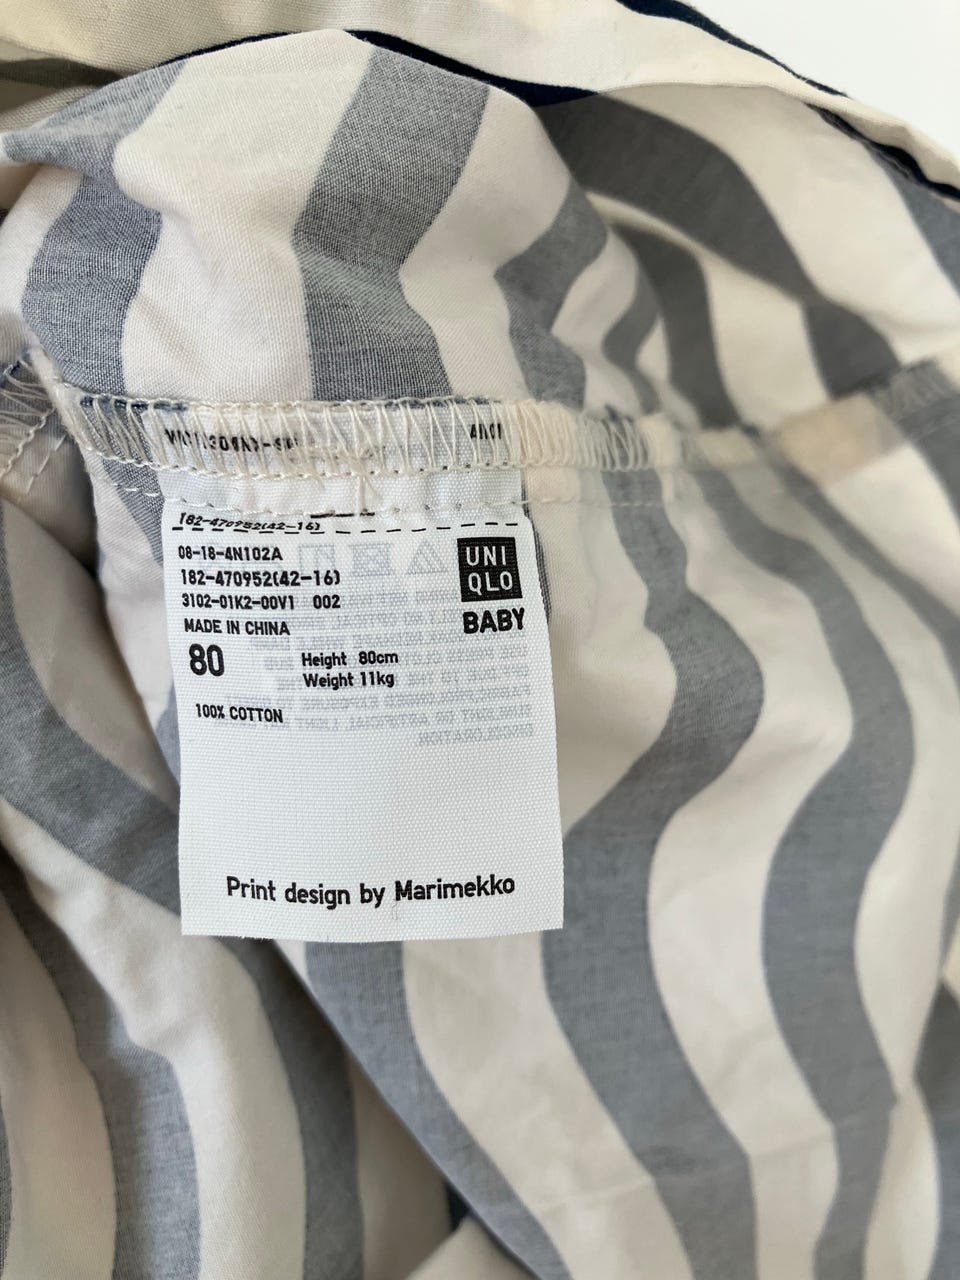 182-470952(42-16)
08-18-4N102A
182-470952(42-16)
3102-01K2-00V1 002
MADE IN CHINA
80
Height 80cm
Weight 11kg
100% COTTON
UNI
QLO
BABY
Print design by Marimekko